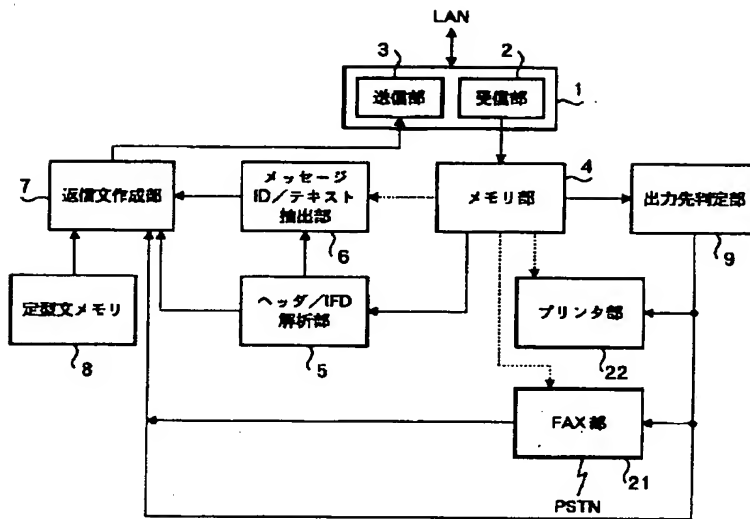 LAN
3
2
送信部
受信部
1
7
返信文作成部
メッセージ
ID/テキスト
抽出部
6
4
メモリ部
出力先判定部
9
定型文メモリ
8
ヘッダ/IFD
解析部
5
プリンタ部
22
FAX部
21
PSTN